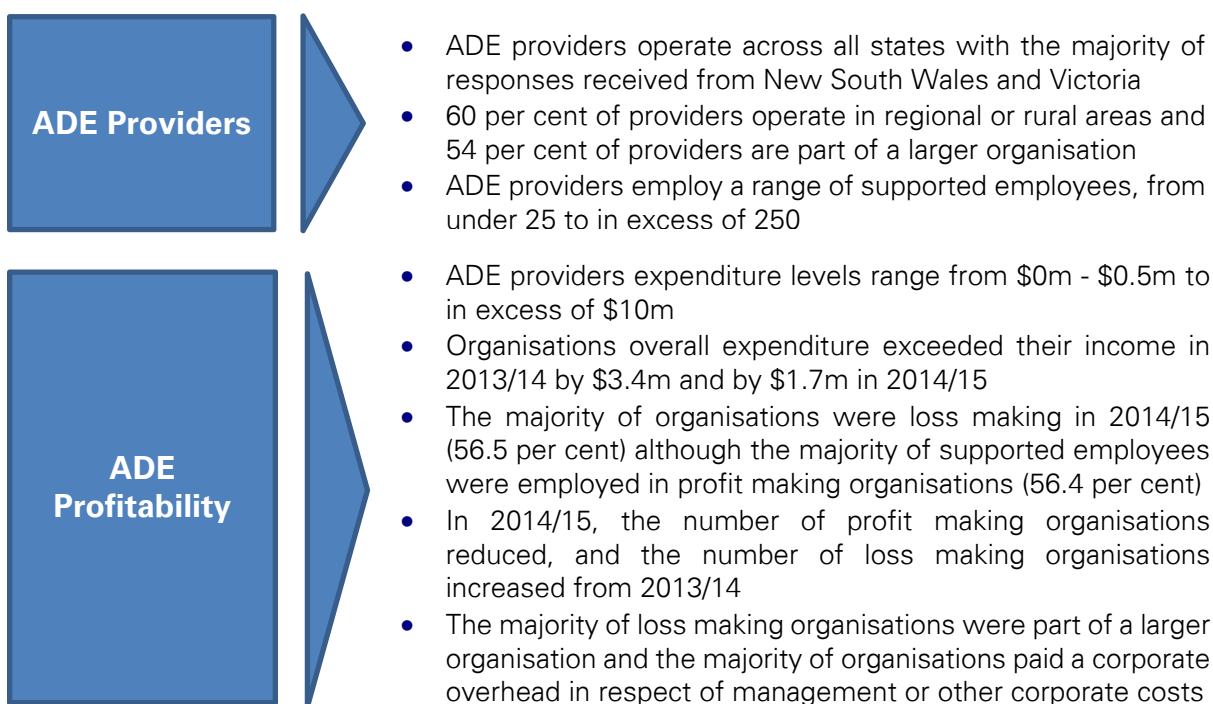 ADE Providers
• ADE providers operate across all states with the majority of
responses received from New South Wales and Victoria
• 60 per cent of providers operate in regional or rural areas and
54 per cent of providers are part of a larger organisation
• ADE providers employ a range of supported employees, from
under 25 to in excess of 250
ADE
Profitability
• ADE providers expenditure levels range from $0m - $0.5m to
in excess of $10m
• Organisations overall expenditure exceeded their income in
2013/14 by $3.4m and by $1.7m in 2014/15
• The majority of organisations were loss making in 2014/15
(56.5 per cent) although the majority of supported employees
were employed in profit making organisations (56.4 per cent)
• In 2014/15, the number of profit making organisations
reduced, and the number of loss making organisations
increased from 2013/14
• The majority of loss making organisations were part of a larger
organisation and the majority of organisations paid a corporate
overhead in respect of management or other corporate costs